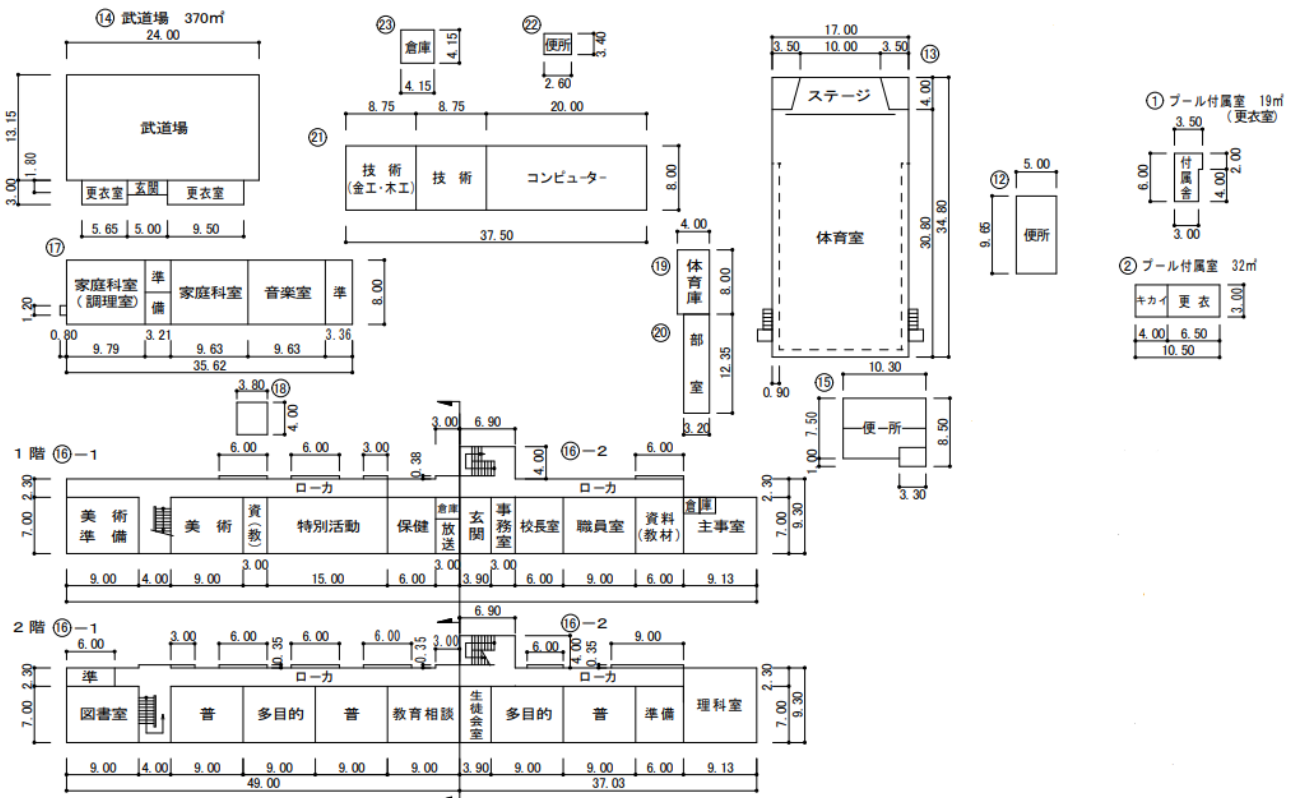 ⑭ 武道場 370㎡
24.00
13.15
1.80
3.00
武道場
更衣室
玄関
更衣室
5.65
5.00
9.50
㉓
倉庫
4.15
4.15
㉒
便所
3.40
2.60
㉑
8.75
8.75
20.00
技術
(金工・木工)
技術
コンピューター
8.00
37.50
⑬
17.00
3.50
10.00
3.50
ステージ
4.00
体育室
30.80
34.80
0.90
⑫
5.00
9.65
便所
① プール付属室 19㎡
(更衣室)
3.50
6.00
付属舎
2.00
4.00
3.00
② プール付属室 32㎡
キカイ
更衣
3.00
4.00
6.50
10.50
⑰
家庭科室
(調理室)
準備
家庭科室
音楽室
準
8.00
1.20
0.80
3.21
3.36
9.79
9.63
9.63
35.62
⑲
4.00
体育庫
8.00
⑳
部室
12.35
3.20
⑱
3.80
4.00
⑮
10.30
7.50
1.00
便所
8.50
3.30
1階 ⑯-1
⑯-2
6.00
6.00
3.00
0.38
3.00
6.90
4.00
6.00
2.30
7.00
ローカ
ローカ
美術準備
美術
資(教)
特別活動
保健
倉庫
放送
玄関
事務室
校長室
職員室
資料
(教材)
倉庫
主事室
2.30
7.00
9.30
9.00
4.00
9.00
3.00
15.00
6.00
3.00
3.90
3.00
6.00
9.00
6.00
9.13
2階 ⑯-1
⑯-2
6.00
3.00
6.00
0.35
6.00
6.00
0.35
3.00
6.90
6.00
4.00
0.35
9.00
2.30
7.00
準
ローカ
ローカ
図書室
普
多目的
普
教育相談
生徒会室
多目的
普
準備
理科室
2.30
7.00
9.30
9.00
4.00
9.00
9.00
9.00
9.00
3.90
9.00
9.00
6.00
9.13
49.00
37.03